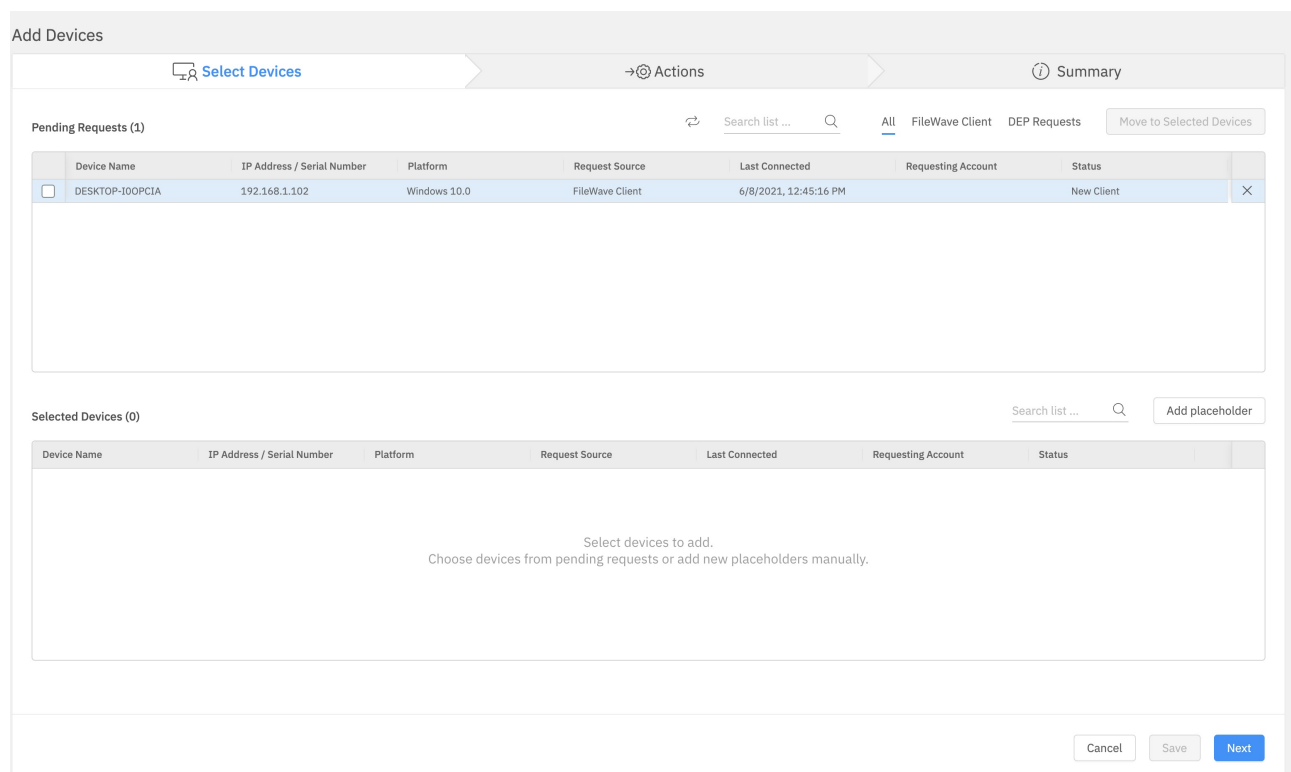 Add Devices
Select Devices
Actions
Summary
Pending Requests (1)
Search list ...
All FileWave Client DEP Requests
Move to Selected Devices
Device Name IP Address / Serial Number Platform Request Source Last Connected Requesting Account Status
DESKTOP-I0OPCIA 192.168.1.102 Windows 10.0 FileWave Client 6/8/2021, 12:45:16 PM New Client
Selected Devices (0)
Search list ...
Add placeholder
Device Name IP Address / Serial Number Platform Request Source Last Connected Requesting Account Status
Select devices to add.
Choose devices from pending requests or add new placeholders manually.
Cancel Save Next